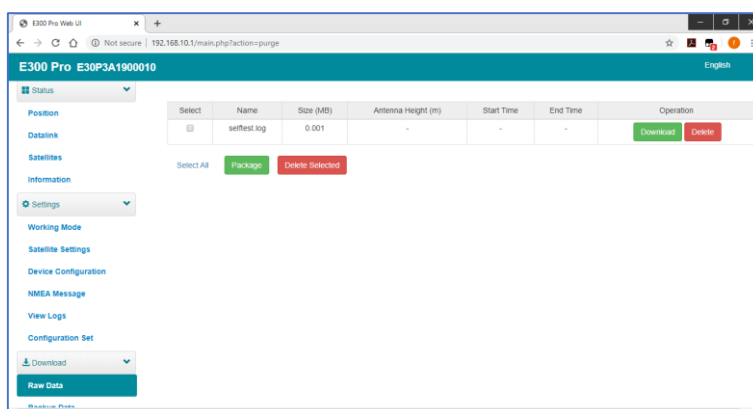 E300 Pro Web UI
Not secure | 192.168.10.1/main.php?action=purge
E300 Pro E30P3A1900010 English
Status
Position
Datalink
Satellites
Information
Settings
Working Mode
Satellite Settings
Device Configuration
NMEA Message
View Logs
Configuration Set
Download
Raw Data
Backup Data
Select Name Size (MB) Antenna Height (m) Start Time End Time Operation
selftest.log 0.001 - - - Download Delete
Select All Package Delete Selected